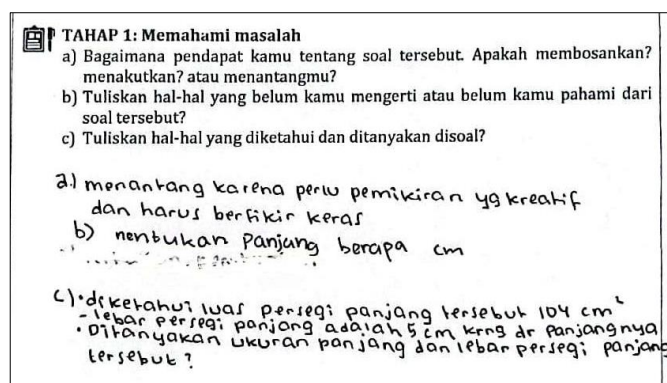 TAHAP 1: Memahami masalah
a) Bagaimana pendapat kamu tentang soal tersebut. Apakah membosankan?
menakutkan? atau menantangmu?
b) Tuliskan hal-hal yang belum kamu mengerti atau belum kamu pahami dari
soal tersebut?
c) Tuliskan hal-hal yang diketahui dan ditanyakan disoal?
a.) menantang karena perlu pemikiran yg kreatif
dan harus berfikir keras
b) nentukan panjang berapa cm
c) • diketahui luas persegi panjang tersebut 104 cm²
- lebar persegi panjang adalah 5 cm krng dr panjangnya
• Ditanyakan ukuran panjang dan lebar persegi panjang
tersebut?